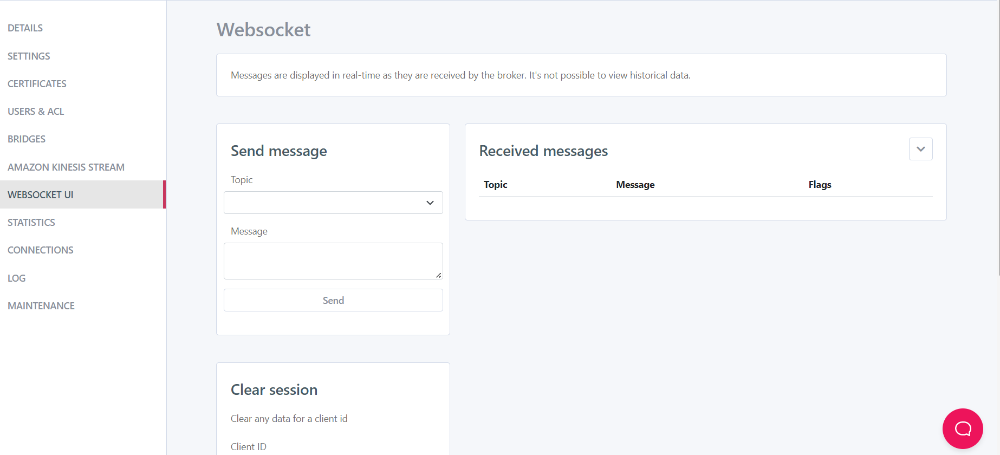 DETAILS
SETTINGS
CERTIFICATES
USERS & ACL
BRIDGES
AMAZON KINESIS STREAM
WEBSOCKET UI
STATISTICS
CONNECTIONS
LOG
MAINTENANCE
Websocket
Messages are displayed in real-time as they are received by the broker. It's not possible to view historical data.
Send message
Topic
Message
Send
Received messages
Topic Message Flags
Clear session
Clear any data for a client id
Client ID